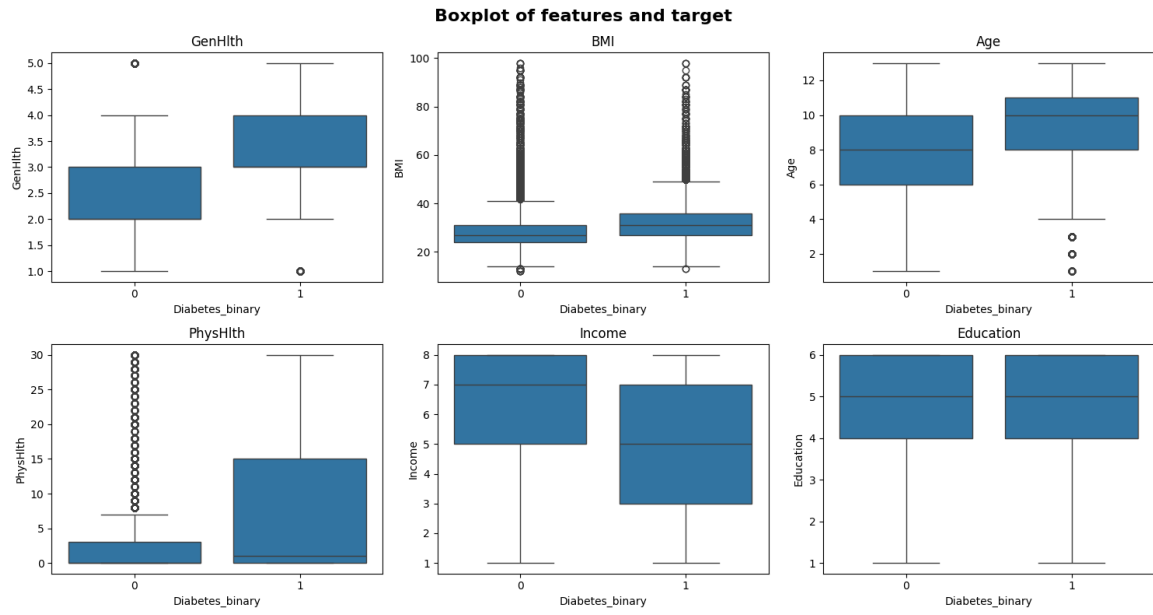 Boxplot of features and target
GenHlth
5.0
4.5
4.0
3.5
3.0
2.5
2.0
1.5
1.0
GenHlth
0
1
Diabetes_binary
BMI
100
80
60
40
20
BMI
0
1
Diabetes_binary
Age
12
10
8
6
4
2
Age
0
1
Diabetes_binary
PhysHlth
30
25
20
15
10
5
0
PhysHlth
0
1
Diabetes_binary
Income
8
7
6
5
4
3
2
1
Income
0
1
Diabetes_binary
Education
6
5
4
3
2
1
Education
0
1
Diabetes_binary